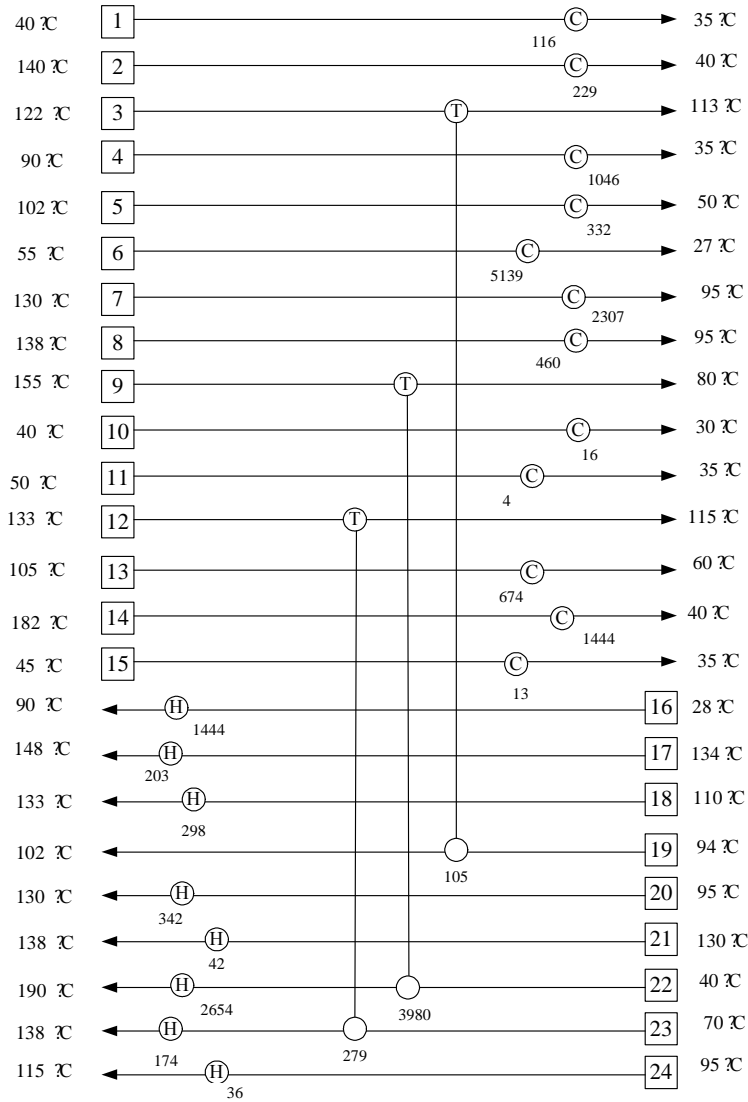 40 ?C 1 C 35 ?C
116
140 ?C 2 C 40 ?C
229
122 ?C 3 T 113 ?C
90 ?C 4 C 35 ?C
1046
102 ?C 5 C 50 ?C
332
55 ?C 6 C 27 ?C
5139
130 ?C 7 C 95 ?C
2307
138 ?C 8 C 95 ?C
460
155 ?C 9 T 80 ?C
40 ?C 10 C 30 ?C
16
50 ?C 11 C 35 ?C
4
133 ?C 12 T 115 ?C
105 ?C 13 C 60 ?C
674
182 ?C 14 C 40 ?C
1444
45 ?C 15 C 35 ?C
13
90 ?C H 16 28 ?C
1444
148 ?C H 17 134 ?C
203
133 ?C H 18 110 ?C
298
102 ?C 19 94 ?C
105
130 ?C H 20 95 ?C
342
138 ?C H 21 130 ?C
42
190 ?C H 22 40 ?C
2654 3980
138 ?C H 23 70 ?C
174 279
115 ?C H 24 95 ?C
36